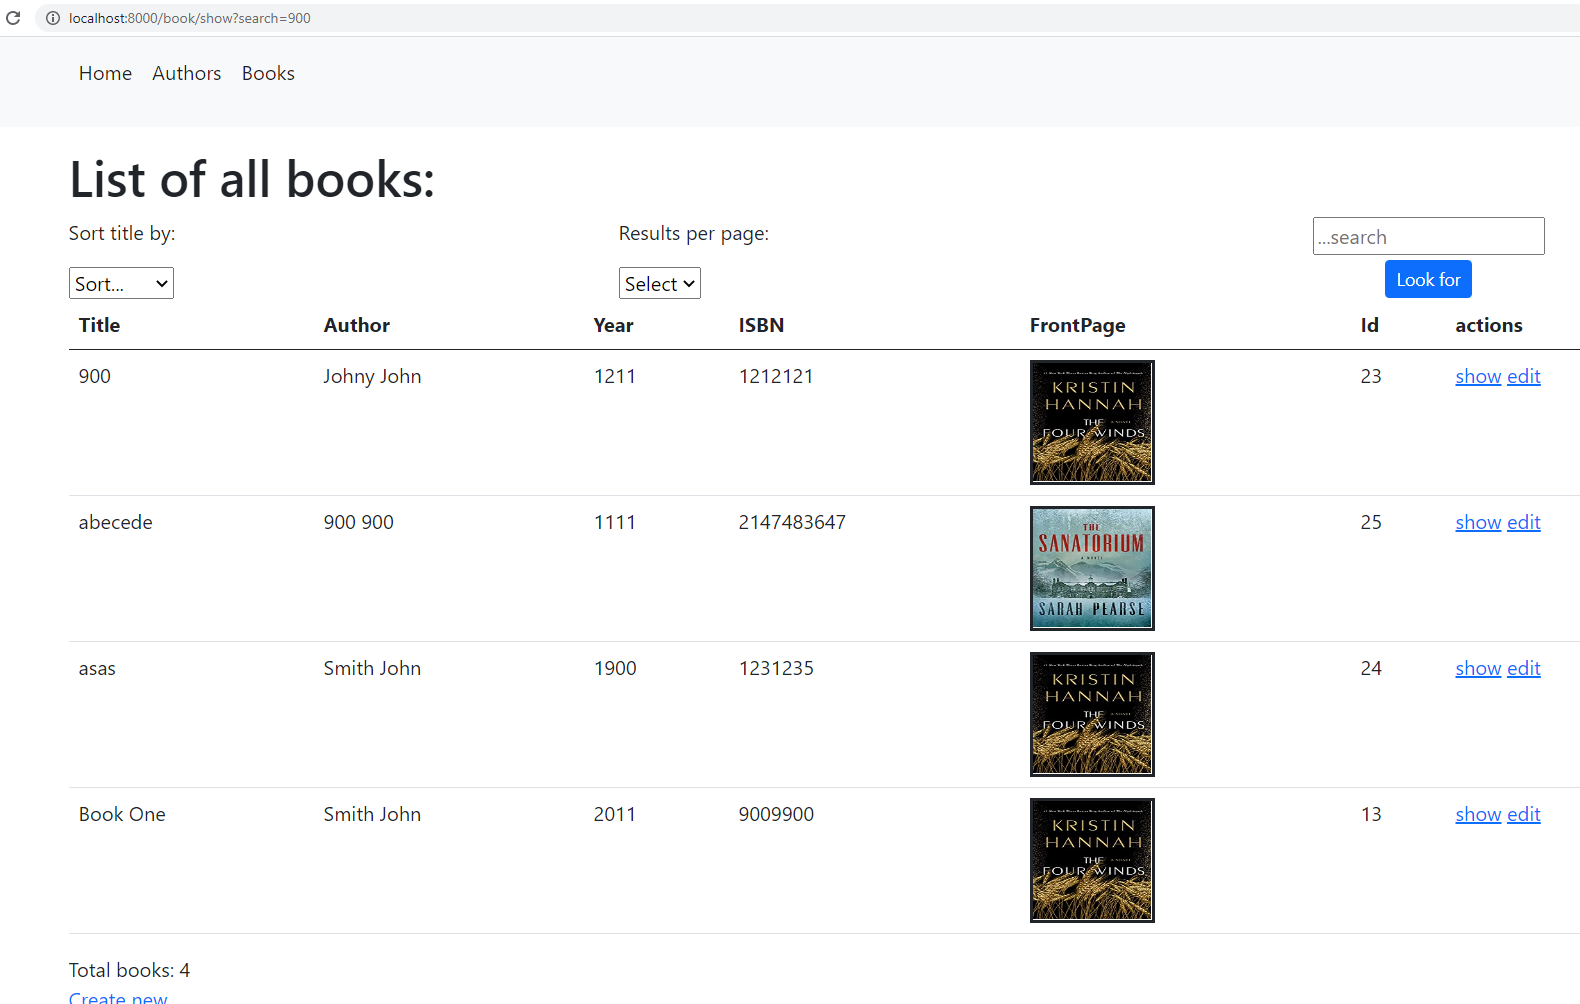 localhost:8000/book/show?search=900
Home Authors Books
List of all books:
Sort title by: Results per page: ...search
Sort... Select Look for
Title Author Year ISBN FrontPage Id actions
900 Johny John 1211 1212121 23 show edit
KRISTIN
HANNAH
THE A NOVEL
FOUR WINDS
abecede 900 900 1111 2147483647 25 show edit
THE
SANATORIUM
A NOVEL
SARAH PEARSE
asas Smith John 1900 1231235 24 show edit
KRISTIN
HANNAH
THE A NOVEL
FOUR WINDS
Book One Smith John 2011 9009900 13 show edit
KRISTIN
HANNAH
THE A NOVEL
FOUR WINDS
Total books: 4
Create new